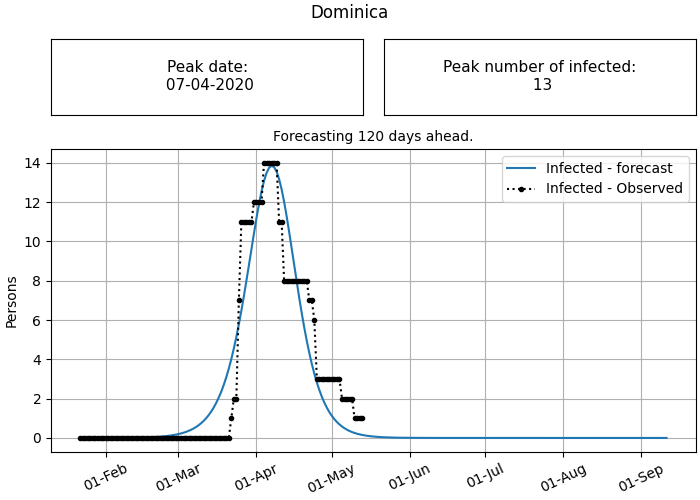 Dominica
Peak date:
07-04-2020
Peak number of infected:
13
Forecasting 120 days ahead.
Infected - forecast
Infected - Observed
Persons
14
12
10
8
6
4
2
0
01-Feb
01-Mar
01-Apr
01-May
01-Jun
01-Jul
01-Aug
01-Sep